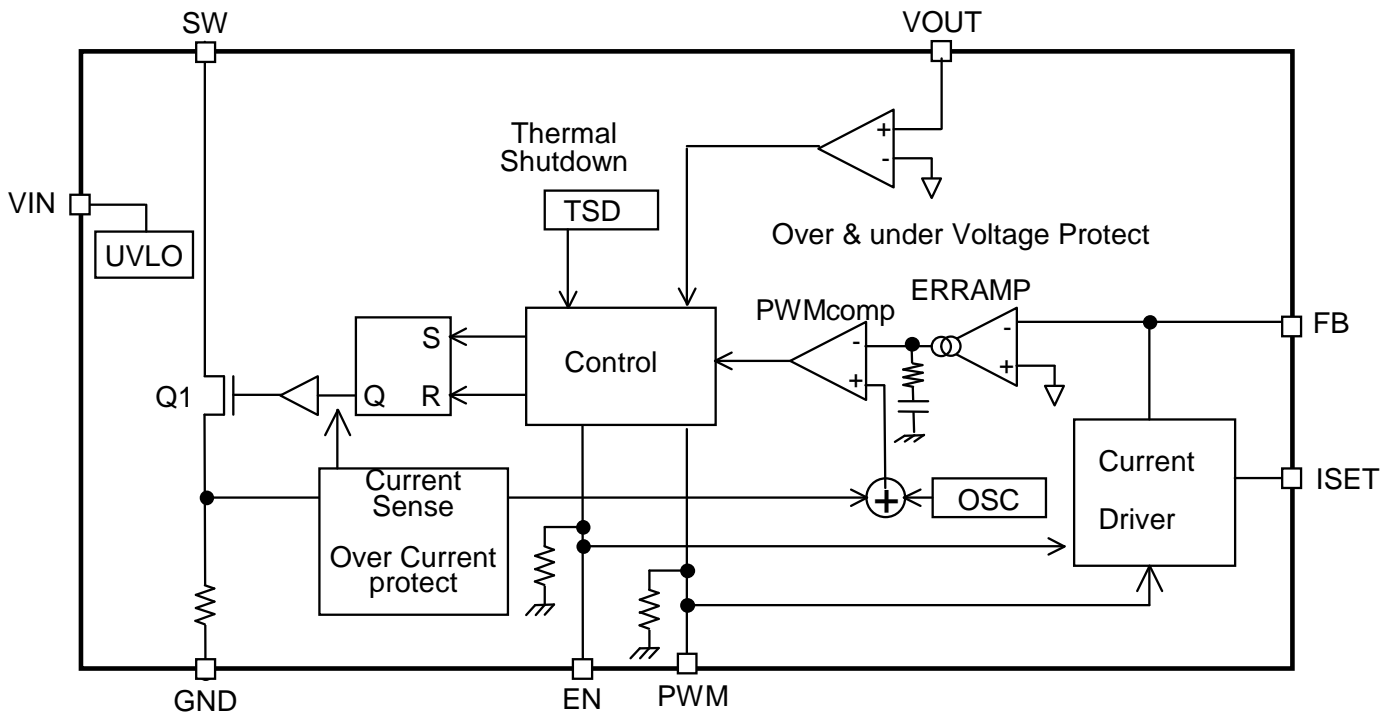 SW
VOUT
Thermal
Shutdown
+
-
VIN
TSD
UVLO
Over & under Voltage Protect
ERRAMP
PWMcomp
FB
S
-
-
Control
+
+
Q1
Q
R
Current
Driver
ISET
Current
Sense
+
OSC
Over Current
protect
GND
EN
PWM